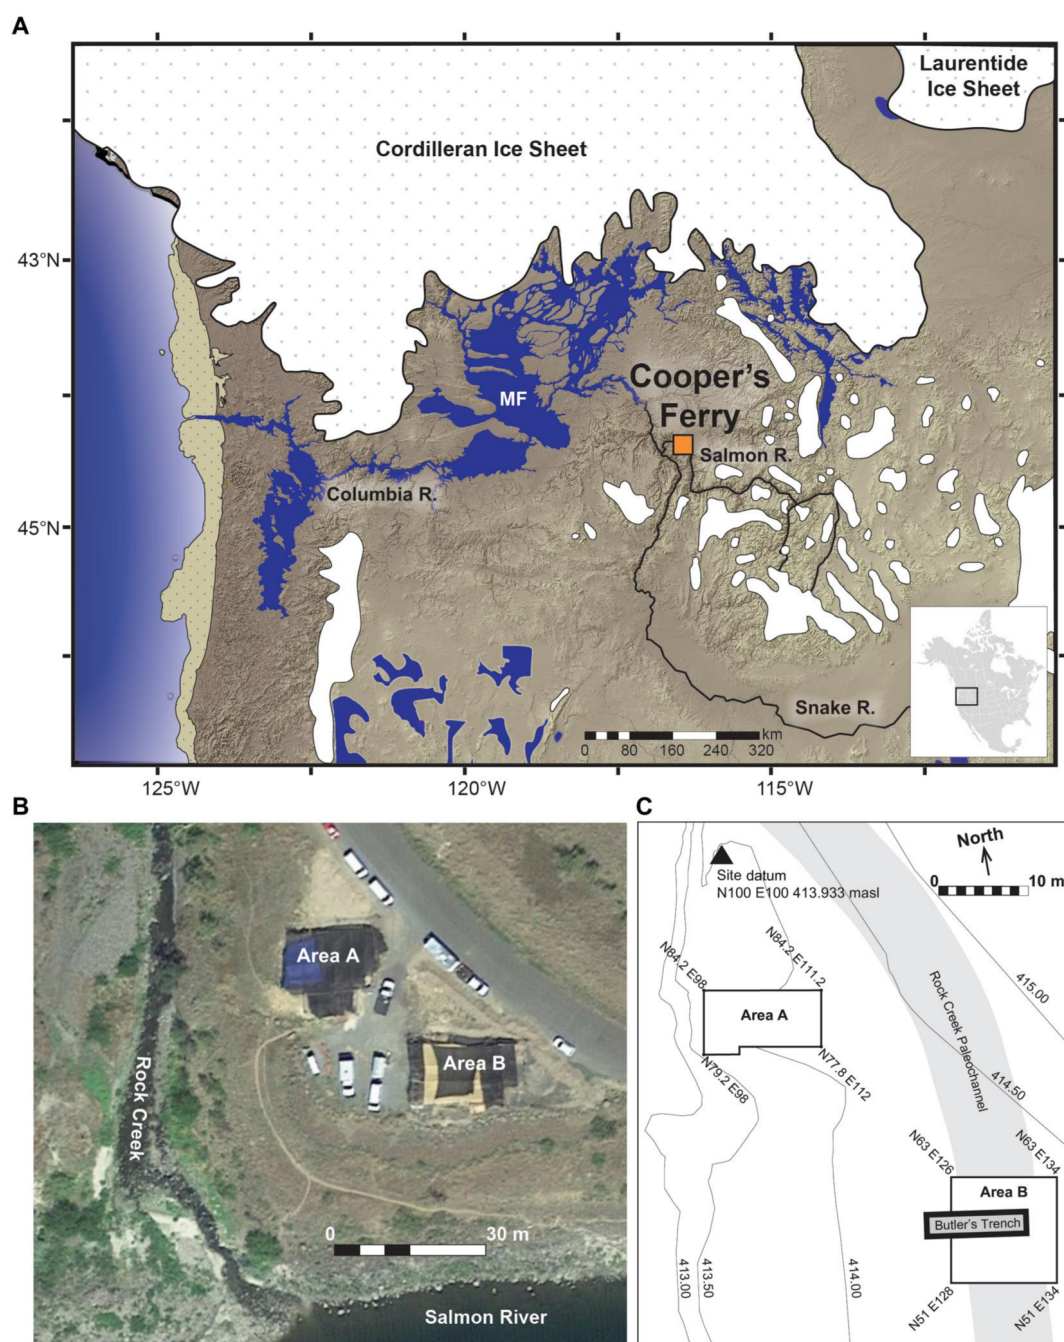 A
Laurentide
Ice Sheet
Cordilleran Ice Sheet
43°N
Cooper's
Ferry
MF
Salmon R.
Columbia R.
45°N
Snake R.
km
0 80 160 240 320
125°W 120°W 115°W
B
Area A
Area B
Rock Creek
0 30 m
Salmon River
C
North
0 10 m
Site datum
N100 E100 413.933 masl
N84.2 E98
N84.2 E111.2
Area A
N79.2 E98
N77.8 E112
Rock Creek Paleochannel
415.00
414.50
N63 E126
N63 E134
Area B
Butler's Trench
413.00
413.50
414.00
N51 E128
N51 E134